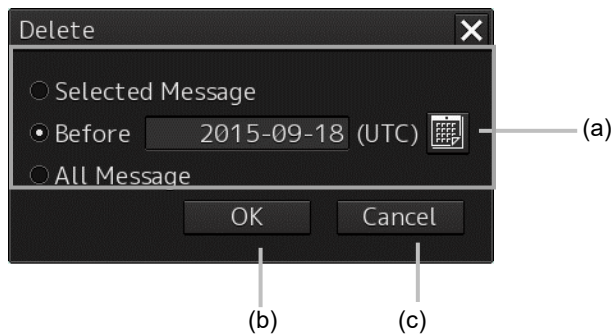 Delete
Selected Message
Before 2015-09-18 (UTC)
(a)
All Message
OK Cancel
(b) (c)